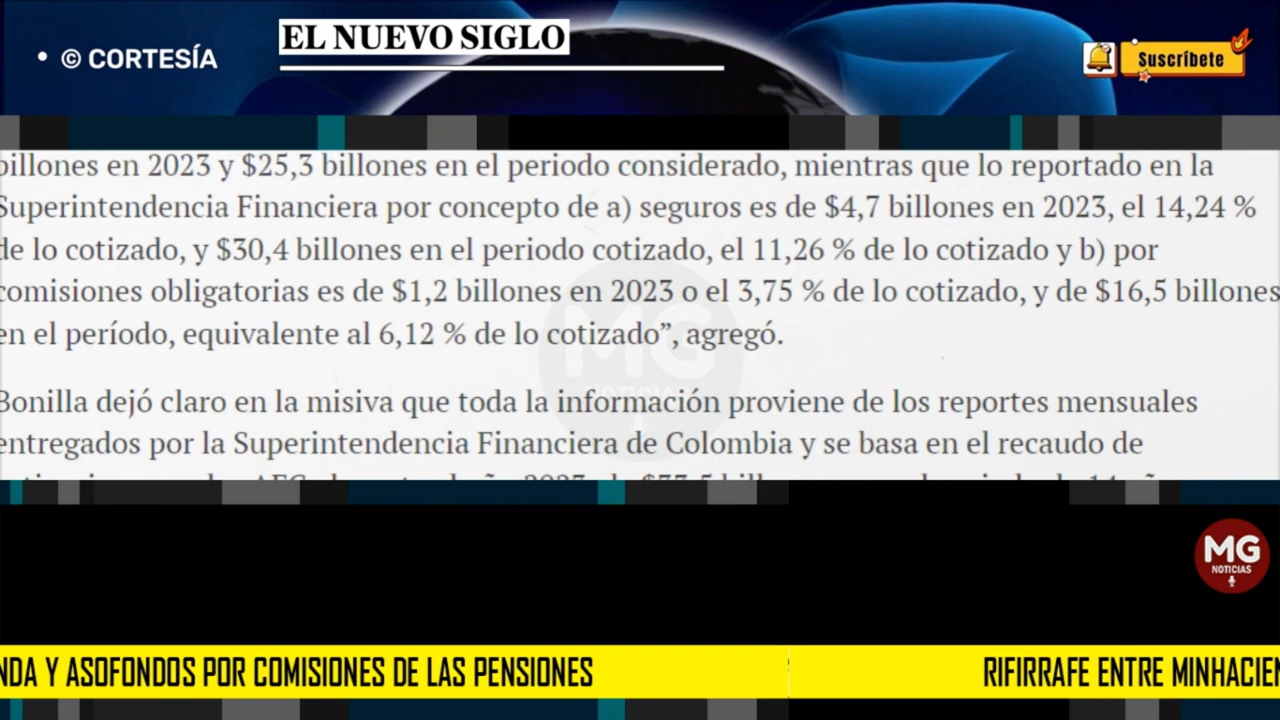 • © CORTESÍA
EL NUEVO SIGLO
Suscríbete
billones en 2023 y $25,3 billones en el periodo considerado, mientras que lo reportado en la
Superintendencia Financiera por concepto de a) seguros es de $4,7 billones en 2023, el 14,24 %
de lo cotizado, y $30,4 billones en el periodo cotizado, el 11,26 % de lo cotizado y b) por
comisiones obligatorias es de $1,2 billones en 2023 o el 3,75 % de lo cotizado, y de $16,5 billones
en el período, equivalente al 6,12 % de lo cotizado”, agregó.
Bonilla dejó claro en la misiva que toda la información proviene de los reportes mensuales
entregados por la Superintendencia Financiera de Colombia y se basa en el recaudo de
MG
NOTICIAS
MG
NOTICIAS
NDA Y ASOFONDOS POR COMISIONES DE LAS PENSIONES
RIFIRRAFE ENTRE MINHACIEN